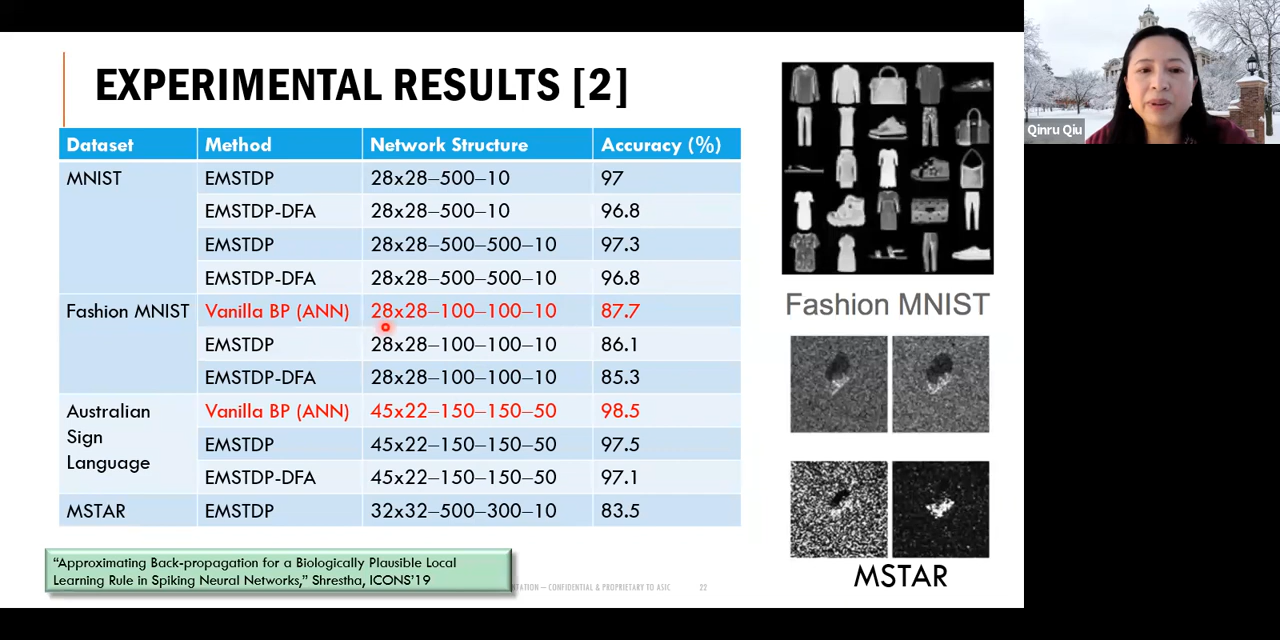 EXPERIMENTAL RESULTS [2]
Dataset Method Network Structure Accuracy (%)
MNIST EMSTDP 28x28–500–10 97
EMSTDP-DFA 28x28–500–10 96.8
EMSTDP 28x28–500–500–10 97.3
EMSTDP-DFA 28x28–500–500–10 96.8
Fashion MNIST Vanilla BP (ANN) 28x28–100–100–10 87.7
EMSTDP 28x28–100–100–10 86.1
EMSTDP-DFA 28x28–100–100–10 85.3
Australian
Sign
Language
Vanilla BP (ANN) 45x22–150–150–50 98.5
EMSTDP 45x22–150–150–50 97.5
EMSTDP-DFA 45x22–150–150–50 97.1
MSTAR EMSTDP 32x32–500–300–10 83.5
Fashion MNIST
MSTAR
“Approximating Back-propagation for a Biologically Plausible Local
Learning Rule in Spiking Neural Networks,” Shrestha, ICONS’19
— CONFIDENTIAL & PROPRIETARY TO ASIC 22
Qinru Qiu